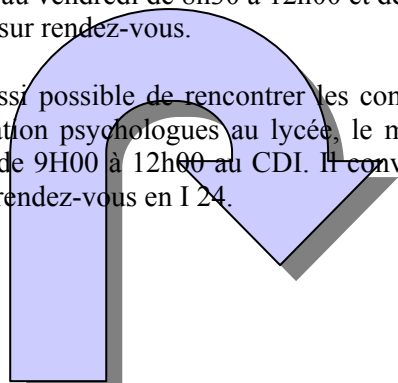 au vendredi de 8h30 à 12h00 et de
sur rendez-vous.
ssi possible de rencontrer les con
ation psychologues au lycée, le m
de 9H00 à 12h00 au CDI. Il conv
rendez-vous en I 24.